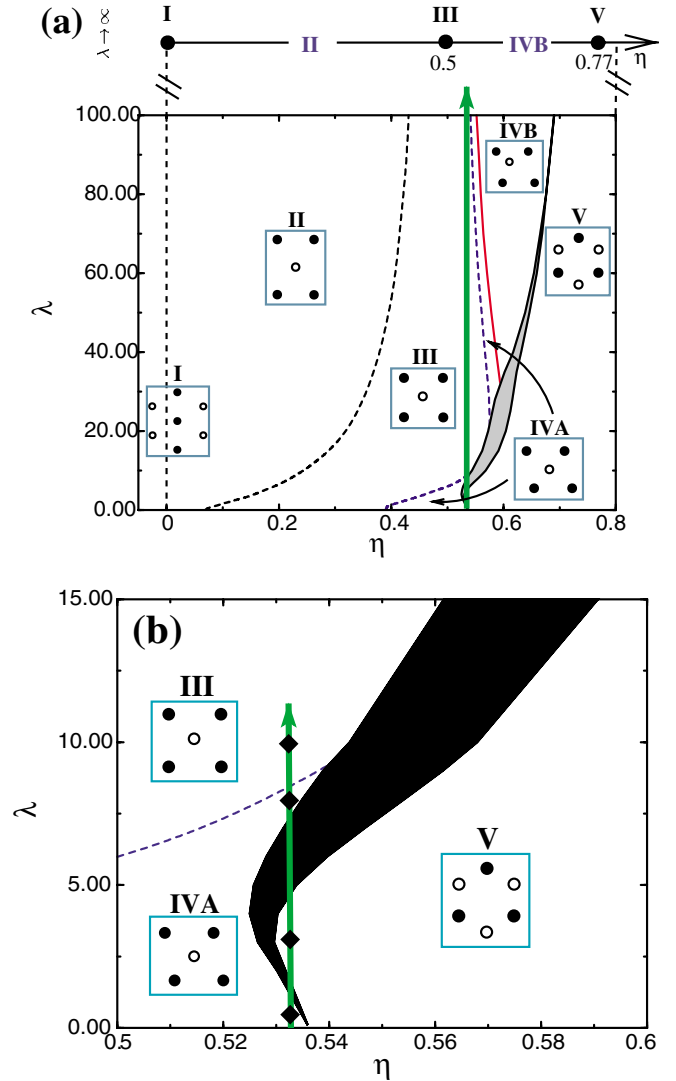 (a)
λ→∞
I
II
III
IVB
V
0.5
0.77
η
100.00
80.00
60.00
40.00
20.00
0.00
λ
I
II
III
IVB
V
IVA
0
0.2
0.4
0.6
0.8
η
(b)
15.00
10.00
5.00
0.00
λ
III
IVA
V
0.5
0.52
0.54
0.56
0.58
0.6
η